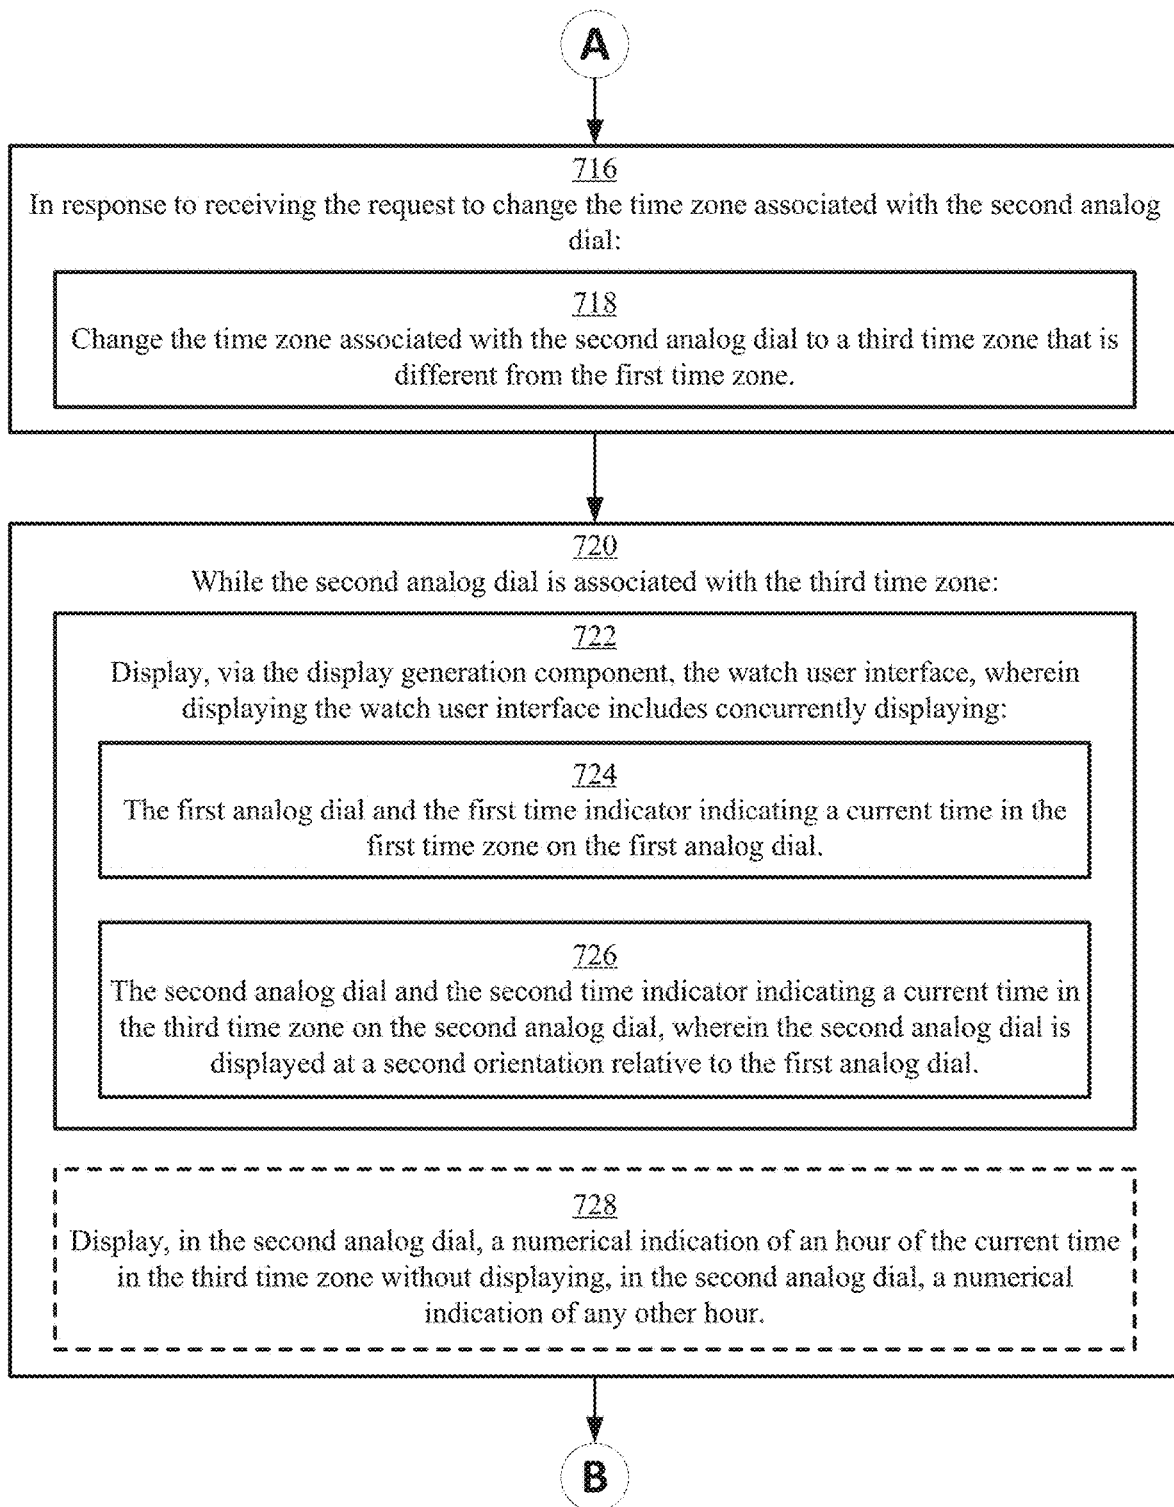 A
716
In response to receiving the request to change the time zone associated with the second analog
dial:
718
Change the time zone associated with the second analog dial to a third time zone that is
different from the first time zone.
720
While the second analog dial is associated with the third time zone:
722
Display, via the display generation component, the watch user interface, wherein
displaying the watch user interface includes concurrently displaying:
724
The first analog dial and the first time indicator indicating a current time in the
first time zone on the first analog dial.
726
The second analog dial and the second time indicator indicating a current time in
the third time zone on the second analog dial, wherein the second analog dial is
displayed at a second orientation relative to the first analog dial.
728
Display, in the second analog dial, a numerical indication of an hour of the current time
in the third time zone without displaying, in the second analog dial, a numerical
indication of any other hour.
B